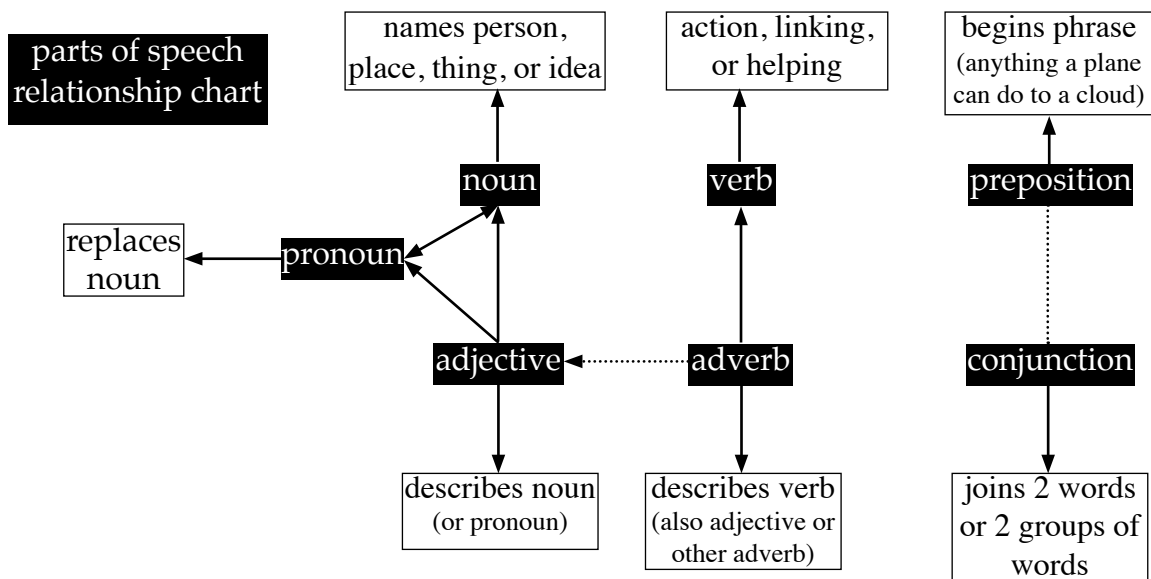 parts of speech
relationship chart
names person,
place, thing, or idea
action, linking,
or helping
begins phrase
(anything a plane
can do to a cloud)
noun
verb
preposition
replaces
noun
pronoun
adjective
adverb
conjunction
describes noun
(or pronoun)
describes verb
(also adjective or
other adverb)
joins 2 words
or 2 groups of
words